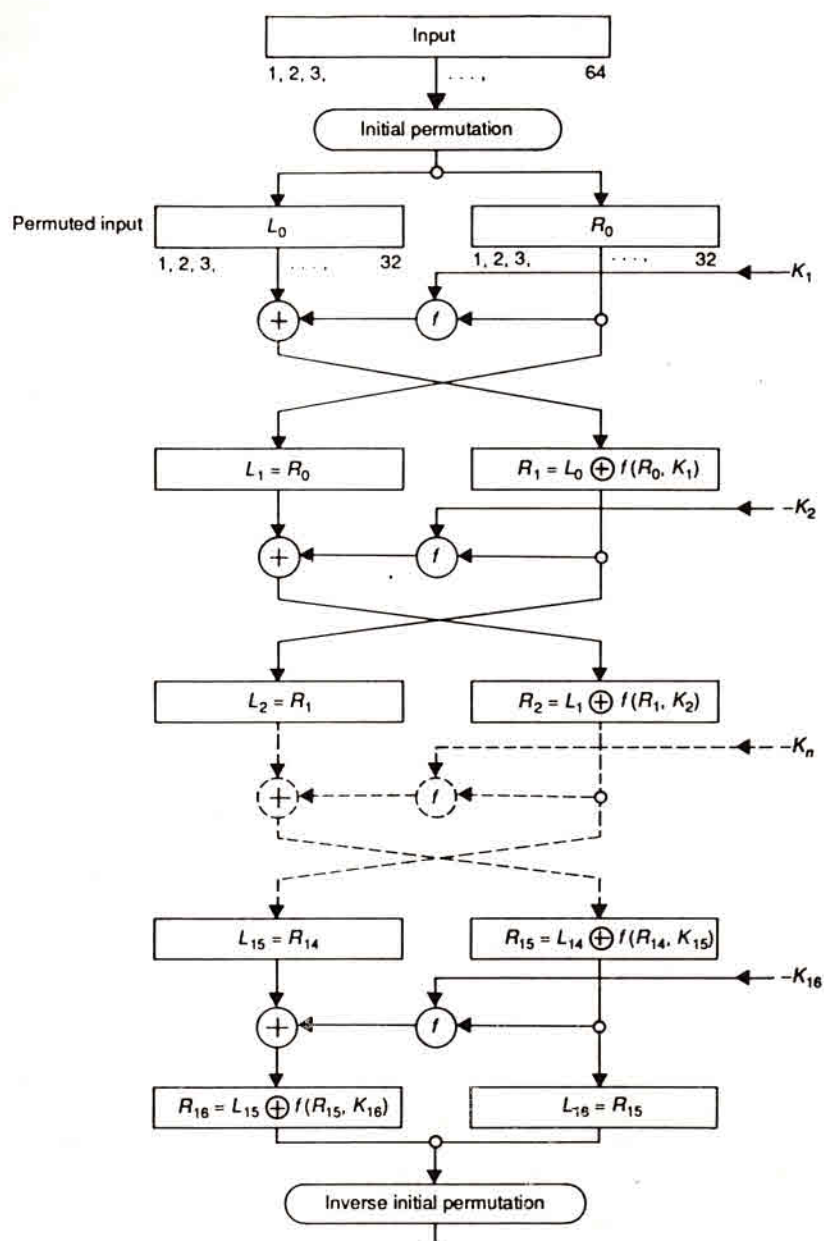 Input
1, 2, 3, . . . . , 64
Initial permutation
Permuted input L₀ R₀
1, 2, 3, . . . . , 32 1, 2, 3, . . . . , 32
K₁
+ f
L₁ = R₀ R₁ = L₀ ⊕ f(R₀, K₁)
-K₂
+ f
L₂ = R₁ R₂ = L₁ ⊕ f(R₁, K₂)
-Kₙ
+ f
L₁₅ = R₁₄ R₁₅ = L₁₄ ⊕ f(R₁₄, K₁₅)
-K₁₆
+ f
R₁₆ = L₁₅ ⊕ f(R₁₅, K₁₆) L₁₆ = R₁₅
Inverse initial permutation